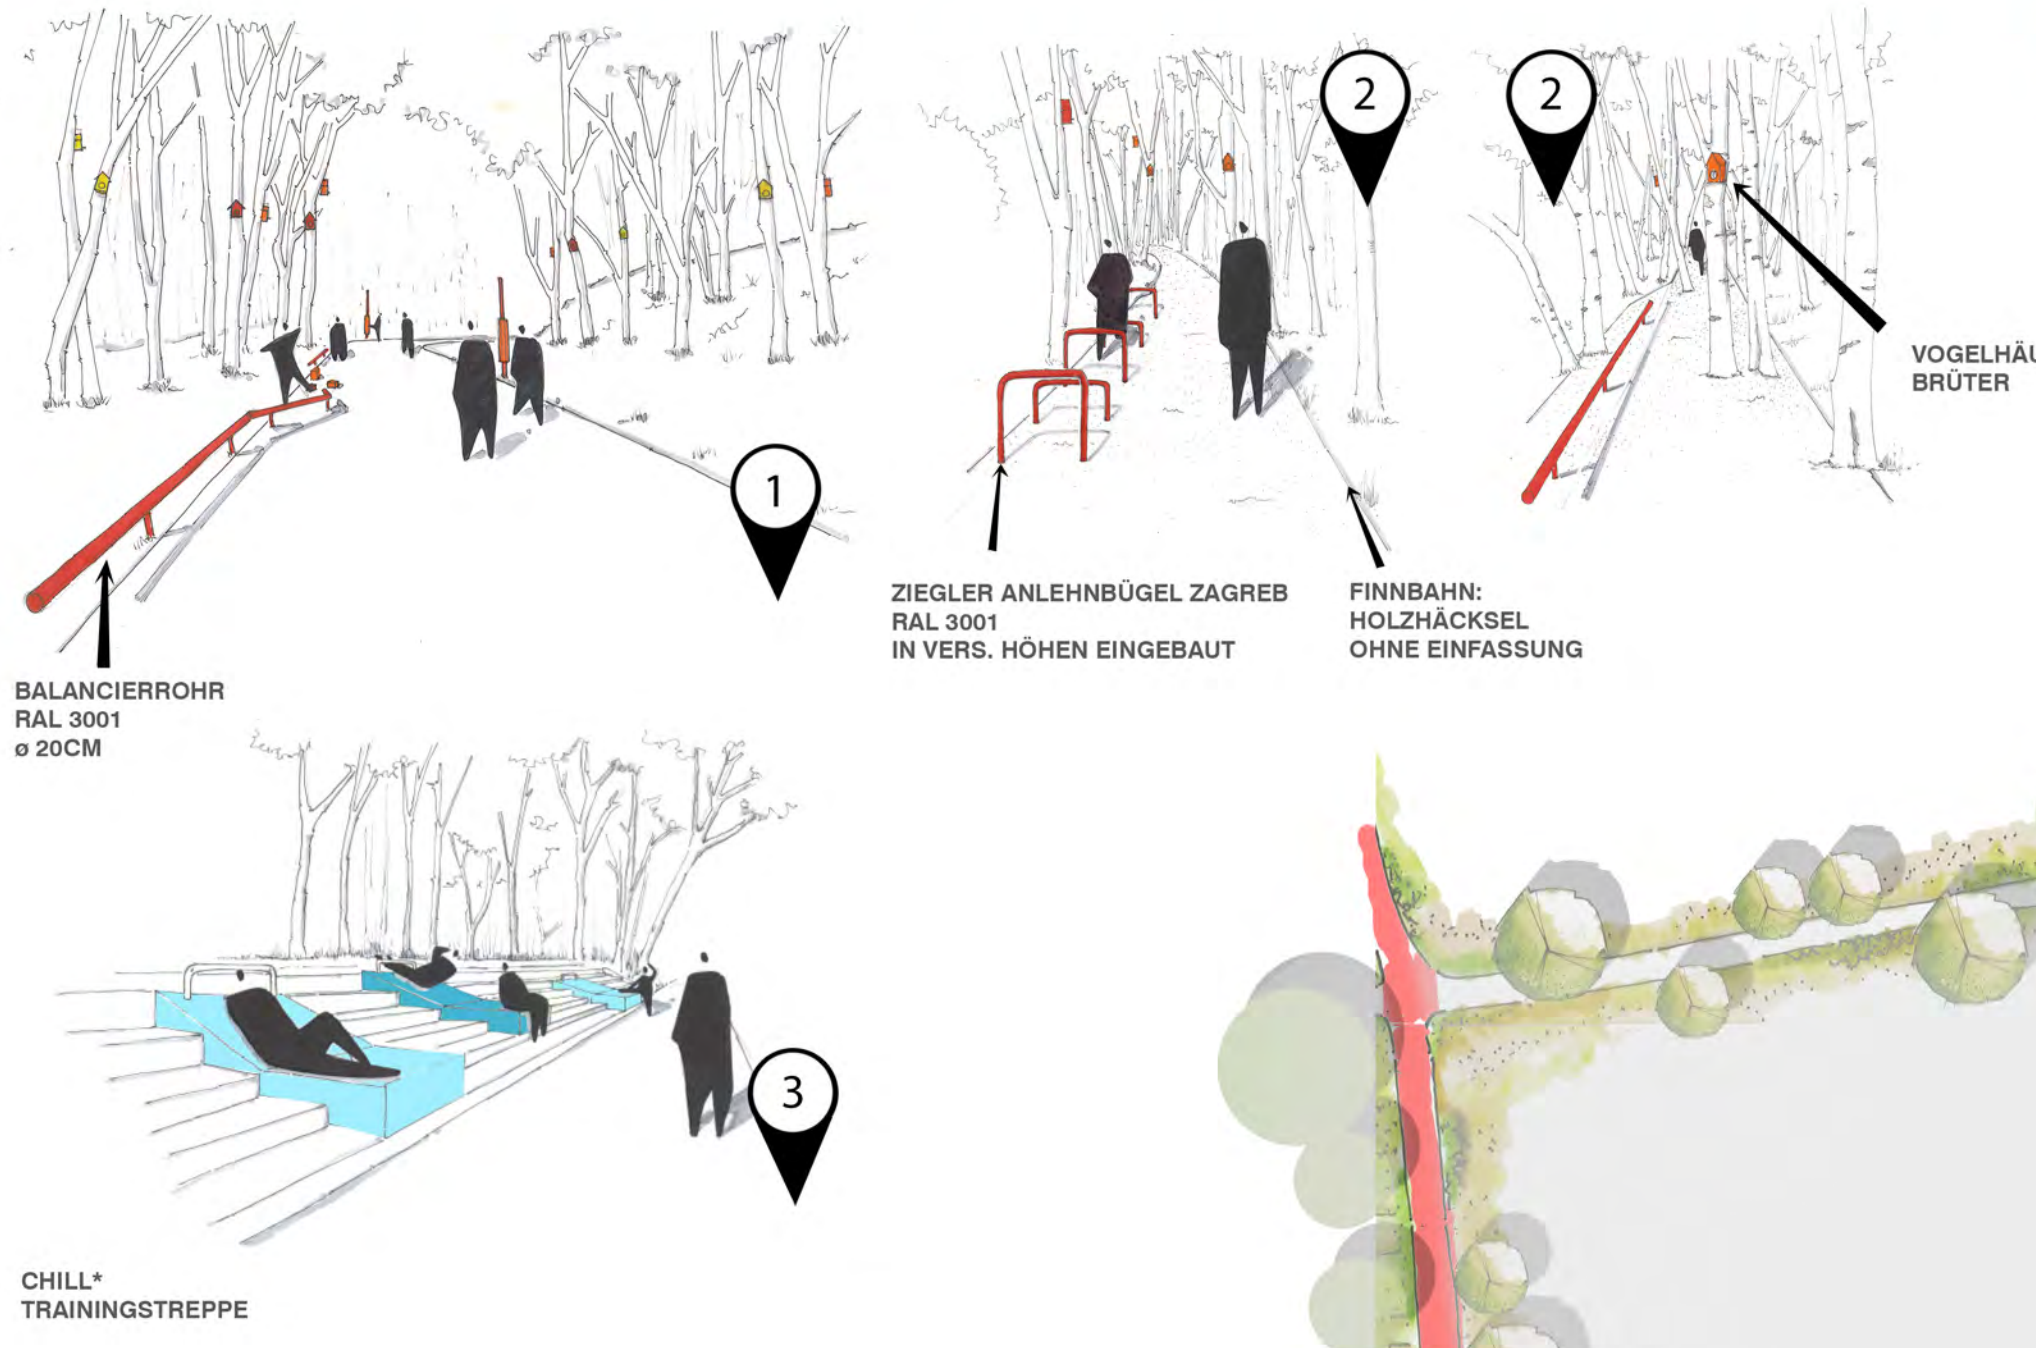 1
2
2
VOGELHÄU
BRÜTER
ZIEGLER ANLEHNBÜGEL ZAGREB
RAL 3001
IN VERS. HÖHEN EINGEBAUT
FINNBAHN:
HOLZHÄCKSEL
OHNE EINFASSUNG
BALANCIERROHR
RAL 3001
ø 20CM
3
CHILL*
TRAININGSTREPPE